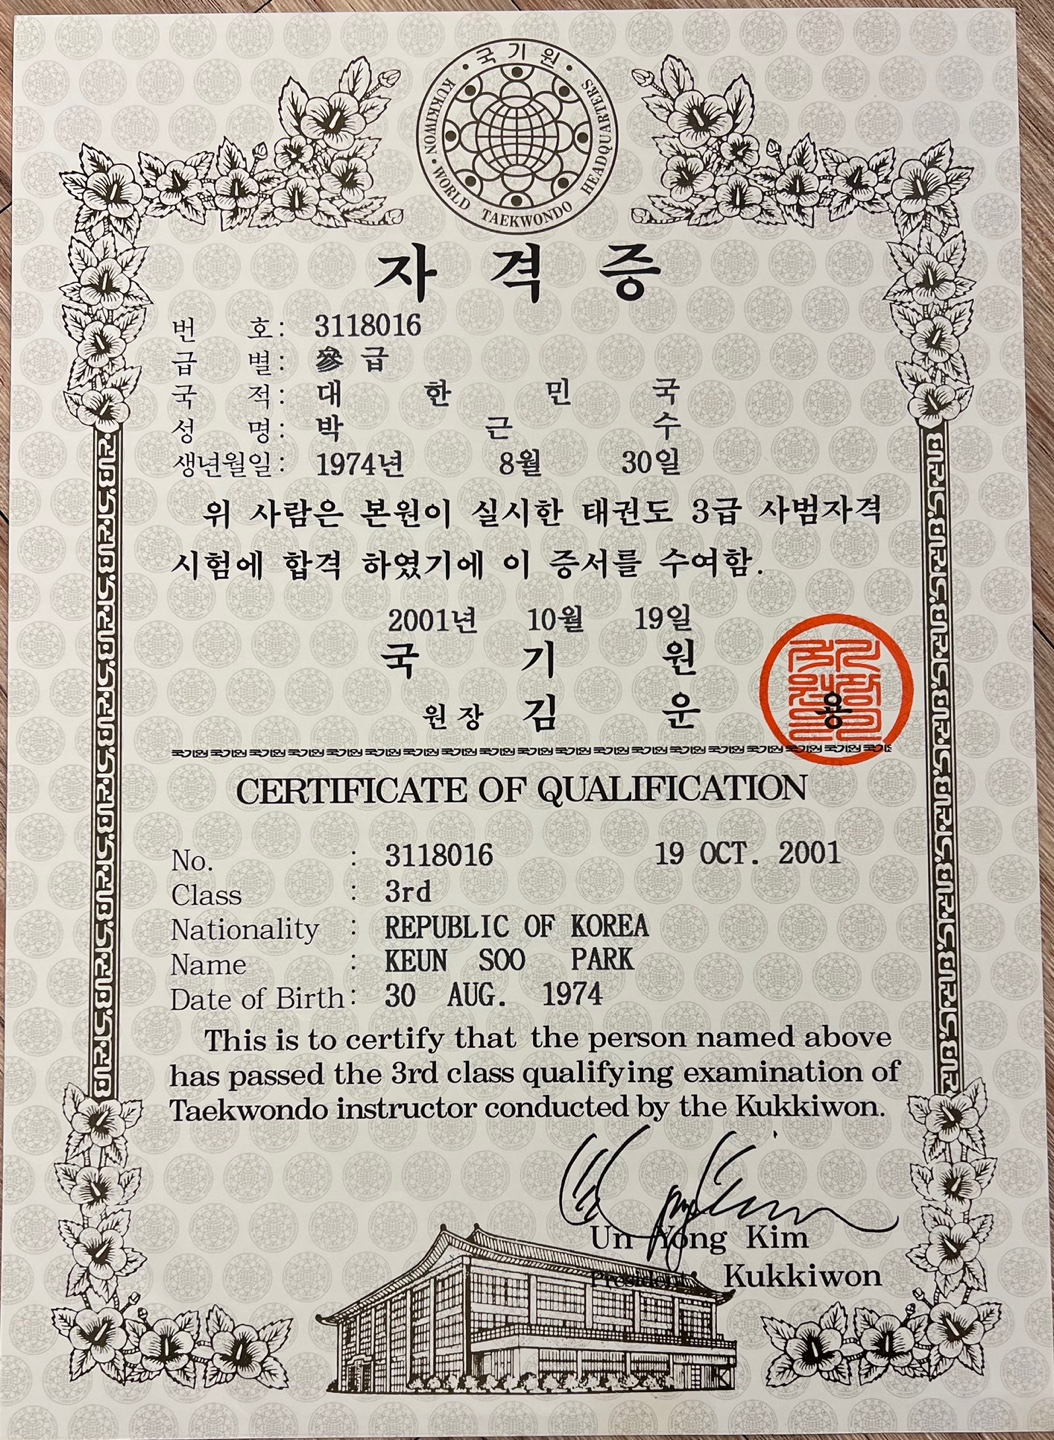 국기원
KUKKIWON · WORLD TAEKWONDO HEADQUARTERS
자격증
번 호: 3118016
급 별: 參 급
국 적: 대 한 민 국
성 명: 박 근 수
생년월일: 1974년 8월 30일
위 사람은 본원이 실시한 태권도 3급 사범자격
시험에 합격 하였기에 이 증서를 수여함.
2001년 10월 19일
국 기 원
원장 김 운 용
CERTIFICATE OF QUALIFICATION
No. : 3118016 19 OCT. 2001
Class : 3rd
Nationality : REPUBLIC OF KOREA
Name : KEUN SOO PARK
Date of Birth: 30 AUG. 1974
This is to certify that the person named above
has passed the 3rd class qualifying examination of
Taekwondo instructor conducted by the Kukkiwon.
Un Yong Kim
President, Kukkiwon